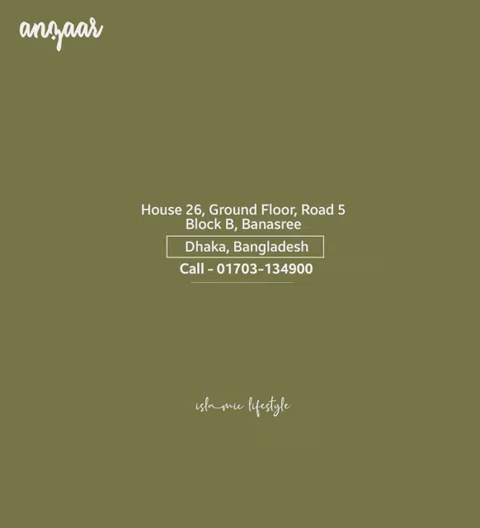 anzaar
House 26, Ground Floor, Road 5
Block B, Banasree
Dhaka, Bangladesh
Call - 01703-134900
islamic lifestyle